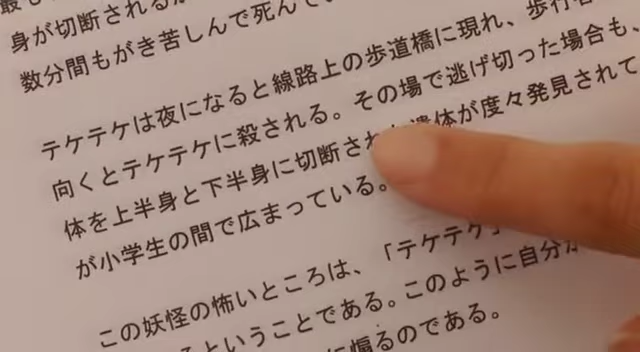 身が切断される
数分間もがき苦しんで死んで
テケテケは夜になると線路上の歩道橋に現れ、歩行者
向くとテケテケに殺される。その場で逃げ切った場合も、
体を上半身と下半身に切断された遺体が度々発見されて
が小学生の間で広まっている。
この妖怪の怖いところは、「テケテケ」
るということである。このように自分が
に煽るのである。